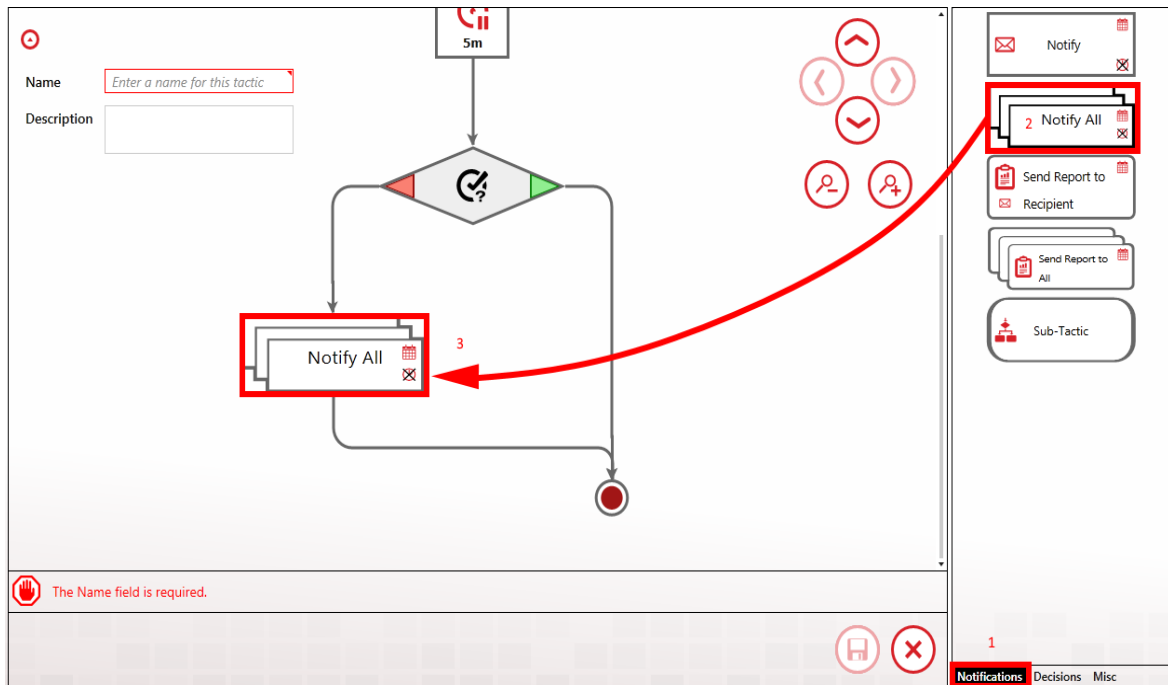 5m
Name
Enter a name for this tactic
Description
?
Notify All
3
The Name field is required.
Notify
2
Notify All
Send Report to
Recipient
Send Report to
All
Sub-Tactic
1
Notifications Decisions Misc